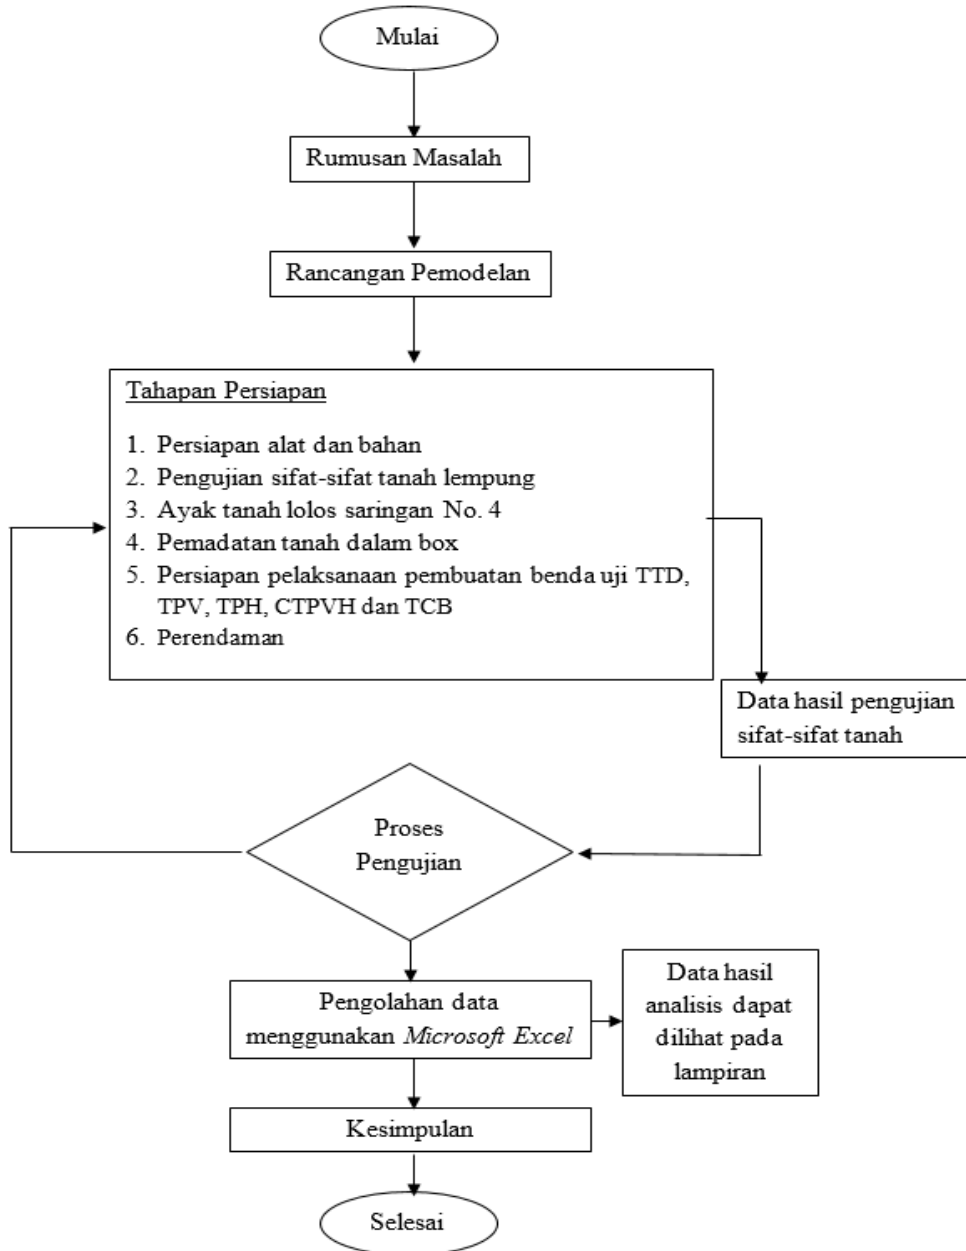 Mulai
Rumusan Masalah
Rancangan Pemodelan
Tahapan Persiapan
1. Persiapan alat dan bahan
2. Pengujian sifat-sifat tanah lempung
3. Ayak tanah lolos saringan No. 4
4. Pemadatan tanah dalam box
5. Persiapan pelaksanaan pembuatan benda uji TTD,
TPV, TPH, CTPVH dan TCB
6. Perendaman
Data hasil pengujian
sifat-sifat tanah
Proses
Pengujian
Pengolahan data
menggunakan Microsoft Excel
Data hasil
analisis dapat
dilihat pada
lampiran
Kesimpulan
Selesai